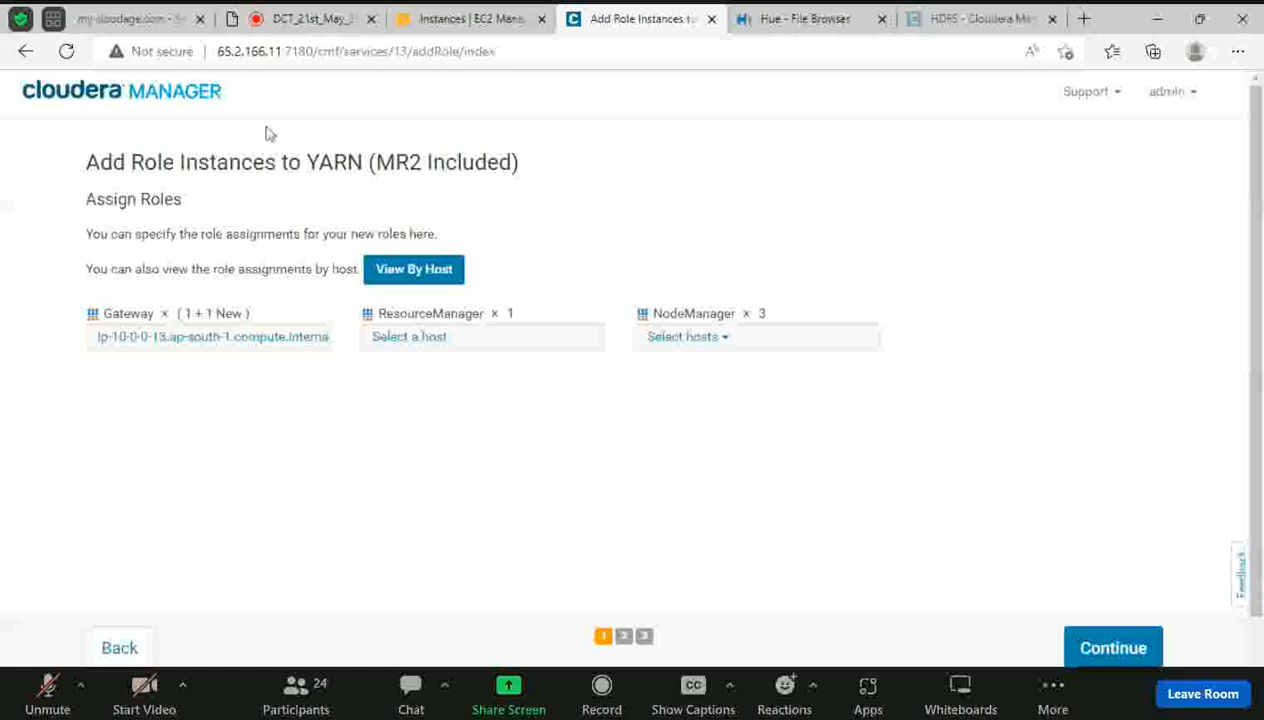 my.cloudage.com - S
DCT_21st_May_
Instances | EC2 Mana
Add Role Instances to
Hue - File Browser
HDFS - Cloudera Ma
Not secure
65.2.166.11:7180/cmf/services/13/addRole/index
cloudera MANAGER
Support
admin
Add Role Instances to YARN (MR2 Included)
Assign Roles
You can specify the role assignments for your new roles here.
You can also view the role assignments by host. View By Host
Gateway × ( 1 + 1 New )
ResourceManager × 1
NodeManager × 3
ip-10-0-0-13.ap-south-1.compute.interna
Select a host
Select hosts
Feedback
Back
1 2 3
Continue
24
CC
Unmute
Start Video
Participants
Chat
Share Screen
Record
Show Captions
Reactions
Apps
Whiteboards
More
Leave Room